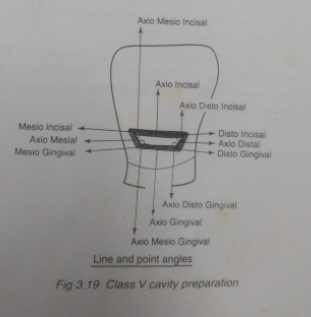 Axio Mesio Incisal
Axio Incisal
Axio Disto Incisal
Mesio Incisal
Disto Incisal
Axio Mesial
Axio Distal
Mesio Gingival
Disto Gingival
Axio Disto Gingival
Axio Gingival
Axio Mesio Gingival
Line and point angles
Fig 3.19 Class V cavity preparation